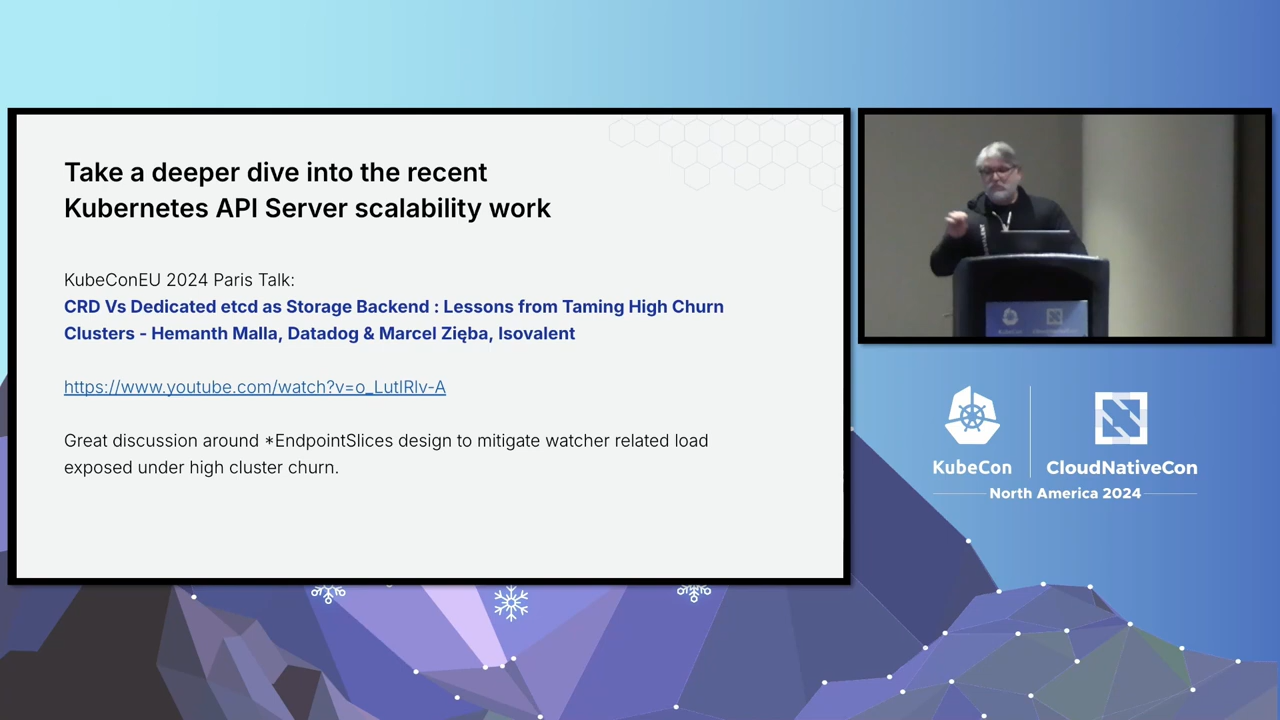 Take a deeper dive into the recent
Kubernetes API Server scalability work
KubeConEU 2024 Paris Talk:
CRD Vs Dedicated etcd as Storage Backend : Lessons from Taming High Churn
Clusters - Hemanth Malla, Datadog & Marcel Zięba, Isovalent
https://www.youtube.com/watch?v=o_LutlRlv-A
Great discussion around *EndpointSlices design to mitigate watcher related load
exposed under high cluster churn.
KubeCon
CloudNativeCon
North America 2024